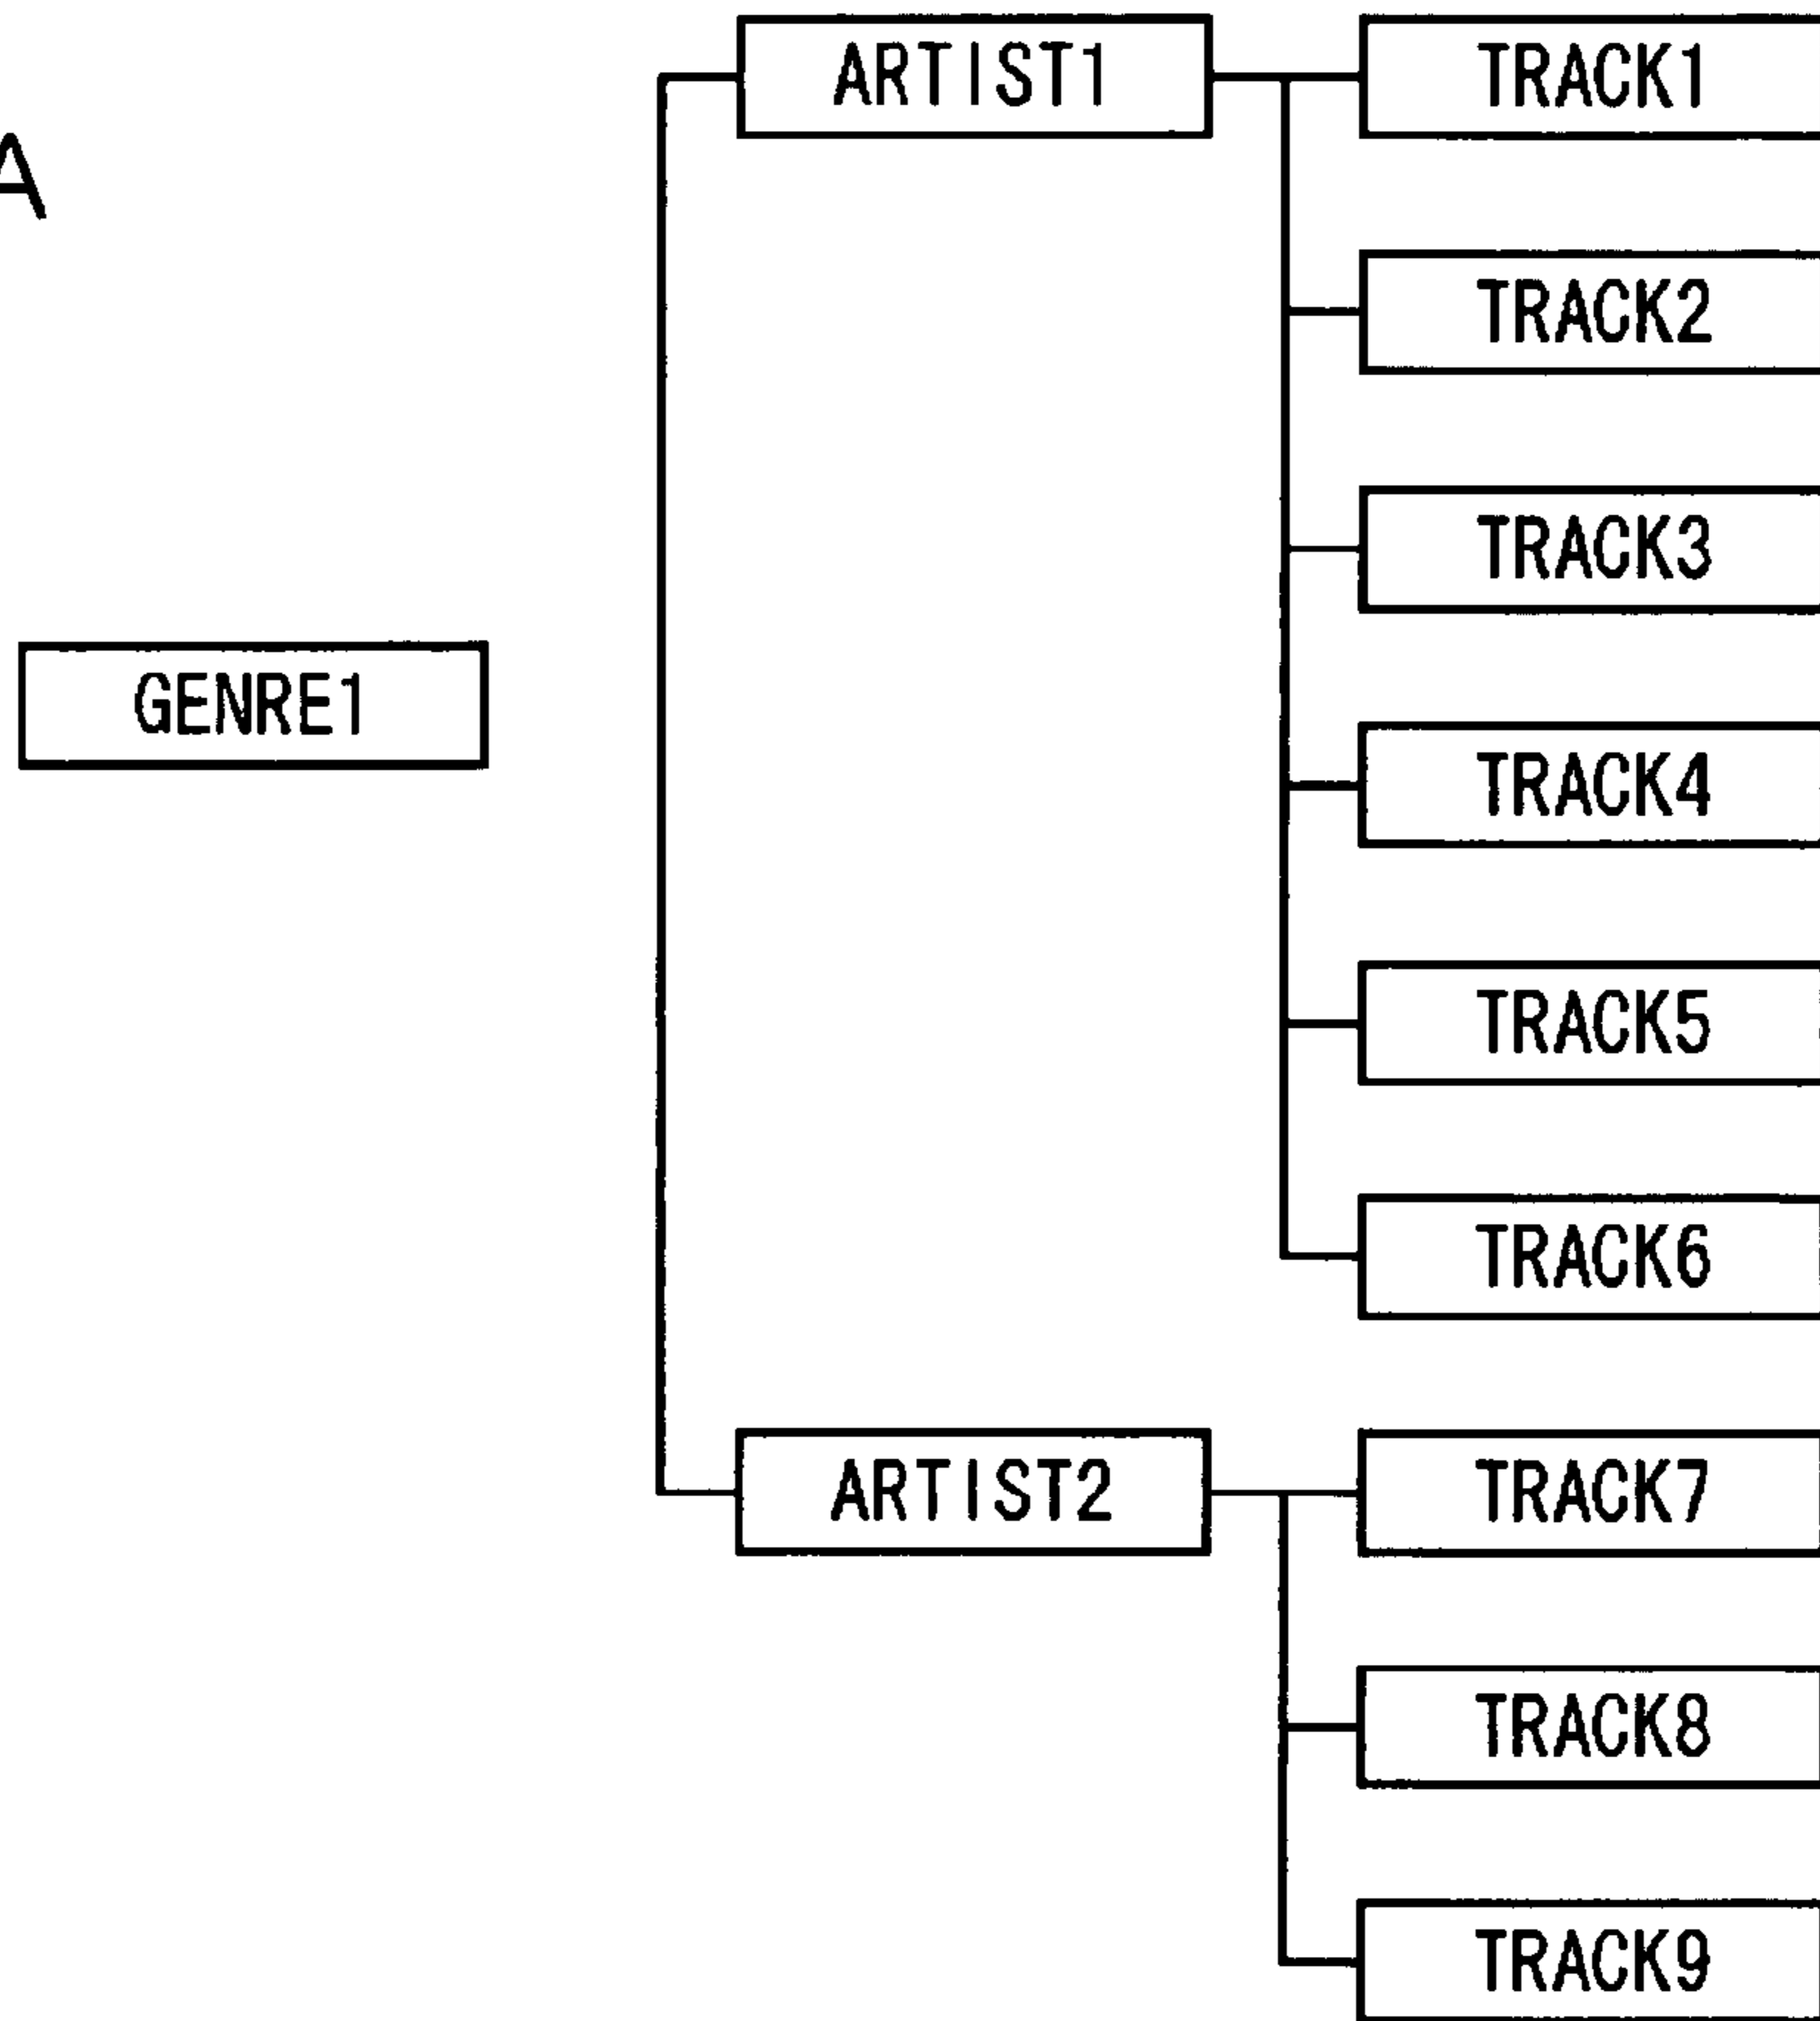 ARTIST1 TRACK1
A
TRACK2
TRACK3
GENRE1
TRACK4
TRACK5
TRACK6
ARTIST2 TRACK7
TRACK8
TRACK9